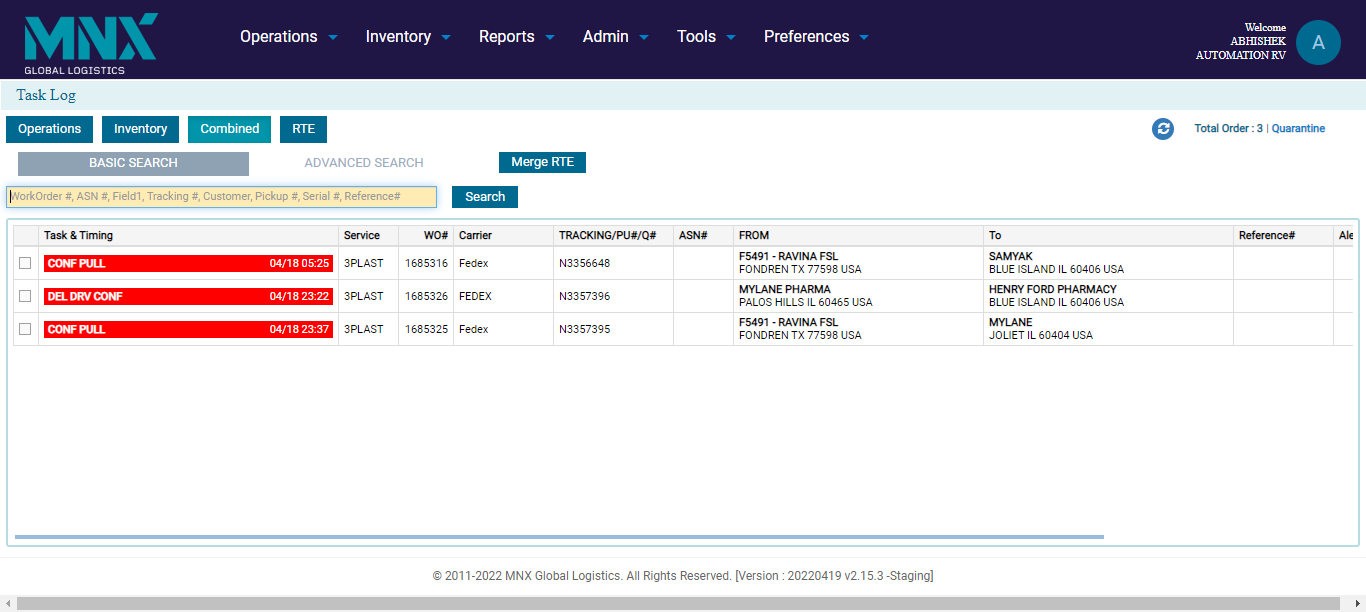 MNX
GLOBAL LOGISTICS
Operations Inventory Reports Admin Tools Preferences
Welcome
ABHISHEK
AUTOMATION RV
A
Task Log
Operations Inventory Combined RTE
Total Order : 3 | Quarantine
BASIC SEARCH ADVANCED SEARCH Merge RTE
WorkOrder #, ASN #, Field1, Tracking #, Customer, Pickup #, Serial #, Reference# Search
Task & Timing Service WO# Carrier TRACKING/PU#/Q# ASN# FROM To Reference# Ale
CONF PULL 04/18 05:25 3PLAST 1685316 Fedex N3356648 F5491 - RAVINA FSL SAMYAK
FONDREN TX 77598 USA BLUE ISLAND IL 60406 USA
DEL DRV CONF 04/18 23:22 3PLAST 1685326 FEDEX N3357396 MYLANE PHARMA HENRY FORD PHARMACY
PALOS HILLS IL 60465 USA BLUE ISLAND IL 60406 USA
CONF PULL 04/18 23:37 3PLAST 1685325 Fedex N3357395 F5491 - RAVINA FSL MYLANE
FONDREN TX 77598 USA JOLIET IL 60404 USA
© 2011-2022 MNX Global Logistics. All Rights Reserved. [Version : 20220419 v2.15.3 -Staging]